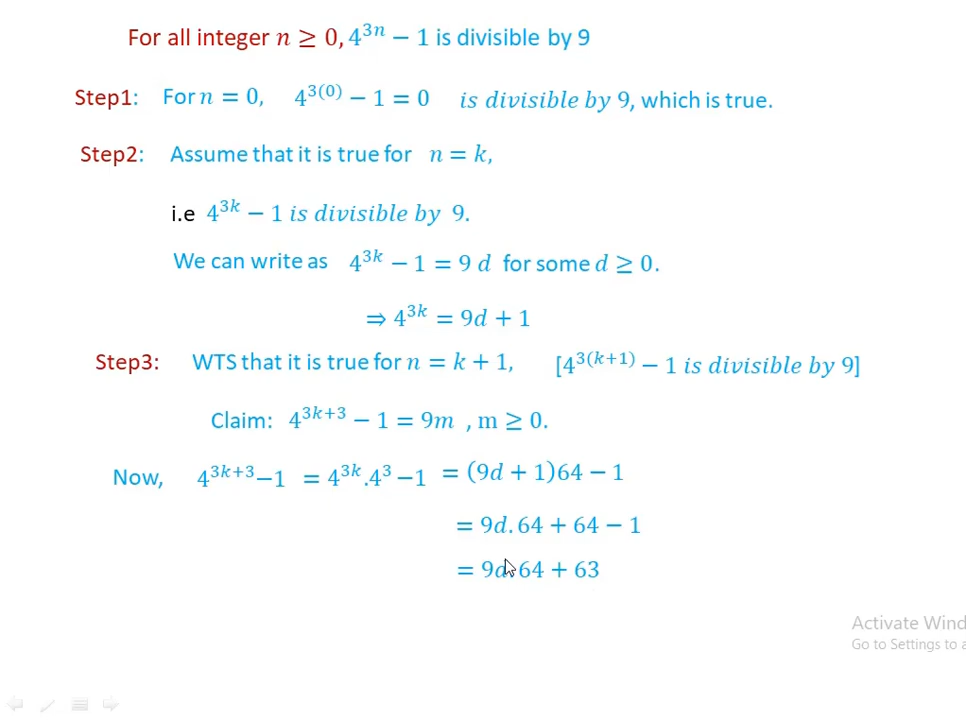 For all integer n ≥ 0, 4^{3n} − 1 is divisible by 9
Step1: For n = 0, 4^{3(0)} − 1 = 0 is divisible by 9, which is true.
Step2: Assume that it is true for n = k,
i.e 4^{3k} − 1 is divisible by 9.
We can write as 4^{3k} − 1 = 9 d for some d ≥ 0.
⇒ 4^{3k} = 9d + 1
Step3: WTS that it is true for n = k + 1, [4^{3(k+1)} − 1 is divisible by 9]
Claim: 4^{3k+3} − 1 = 9m , m ≥ 0.
Now, 4^{3k+3}−1 = 4^{3k}.4^3 −1 = (9d + 1)64 − 1
= 9d. 64 + 64 − 1
= 9d.64 + 63
Activate Wind
Go to Settings to a